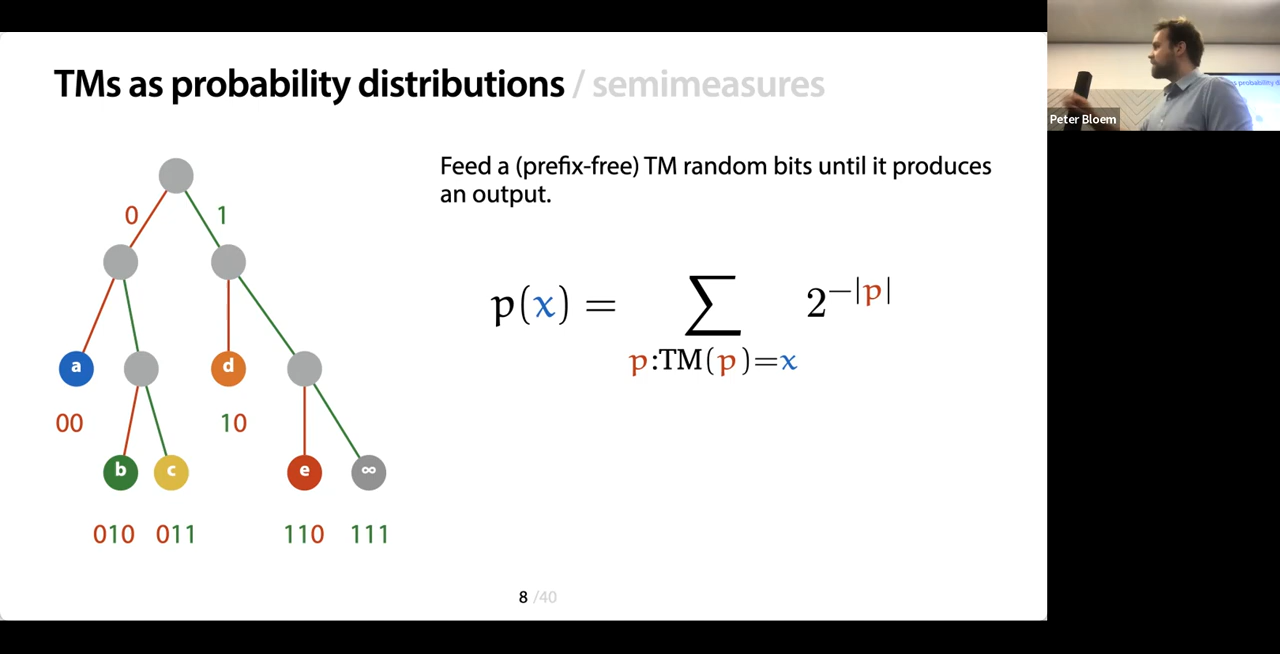 TMs as probability distributions / semimeasures
Peter Bloem
Feed a (prefix-free) TM random bits until it produces
an output.
0 1
a d
00 10
b c e ∞
010 011 110 111
p(x) = ∑ 2^{−|p|}
p:TM(p)=x
8 /40